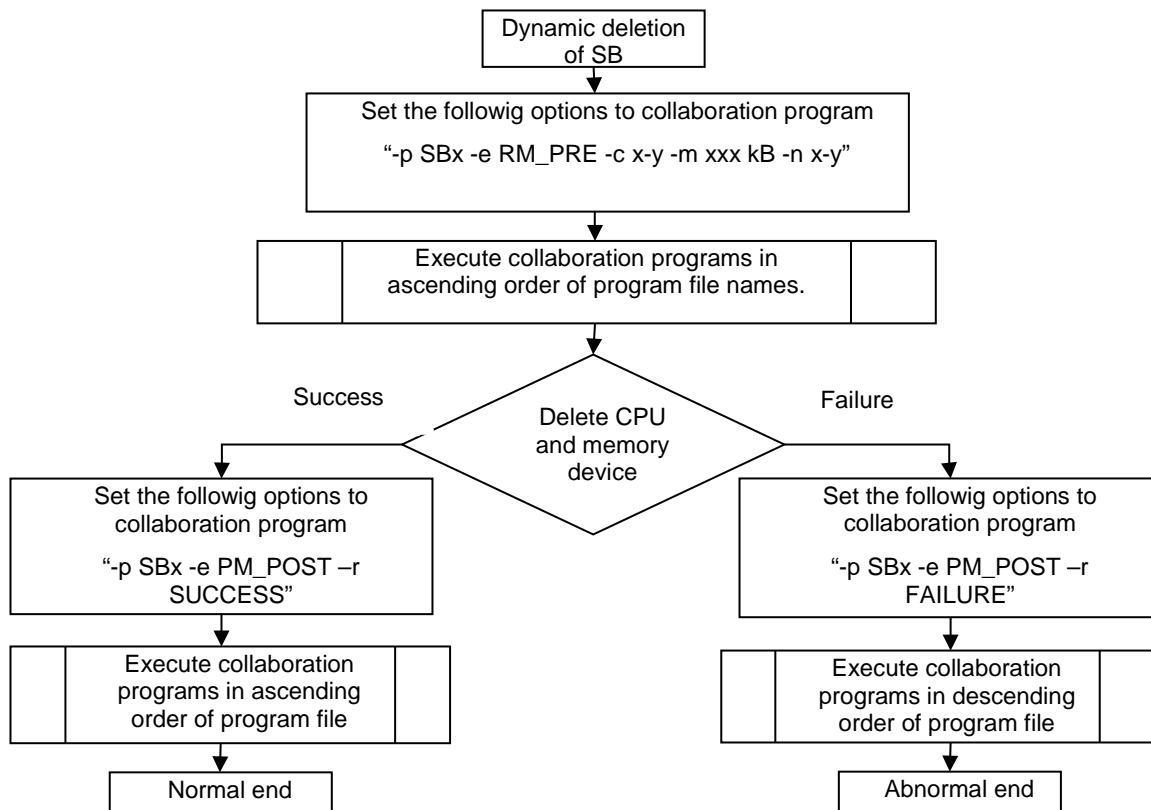 Dynamic deletion
of SB
Set the followig options to collaboration program
“-p SBx -e RM_PRE -c x-y -m xxx kB -n x-y”
Execute collaboration programs in
ascending order of program file names.
Success
Failure
Delete CPU
and memory
device
Set the followig options to
collaboration program
“-p SBx -e PM_POST –r
SUCCESS”
Set the followig options to
collaboration program
“-p SBx -e PM_POST –r
FAILURE”
Execute collaboration
programs in ascending
order of program file
Execute collaboration
programs in descending
order of program file
Normal end
Abnormal end